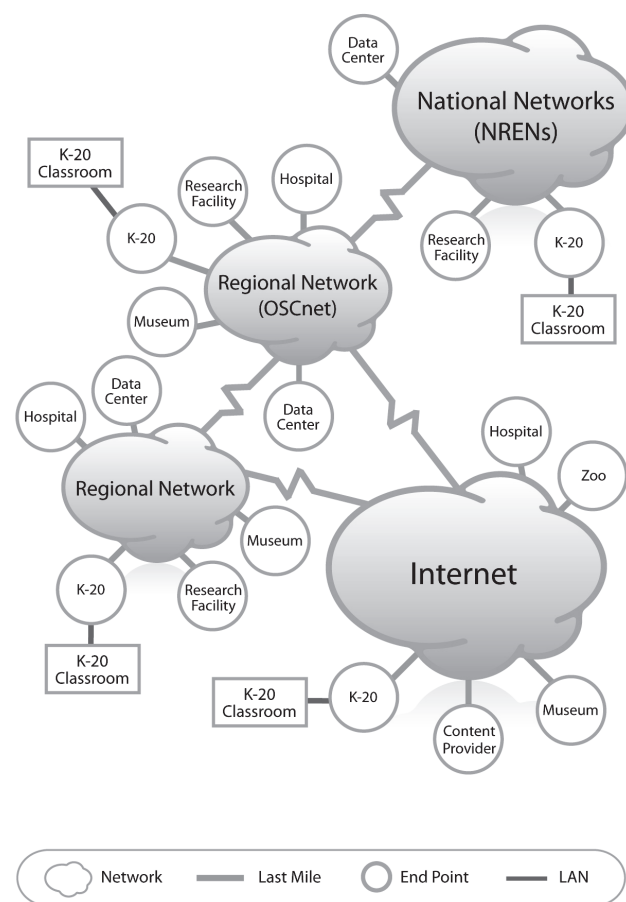 Data
Center
National Networks
(NRENs)
K-20
Classroom
Research
Facility
Hospital
K-20
Research
Facility
K-20
Regional Network
(OSCnet)
Museum
K-20
Classroom
Data
Center
Hospital
Data
Center
Hospital
Zoo
Regional Network
Museum
Internet
K-20
Research
Facility
K-20
Classroom
K-20
Classroom
K-20
Content
Provider
Museum
Network
Last Mile
End Point
LAN